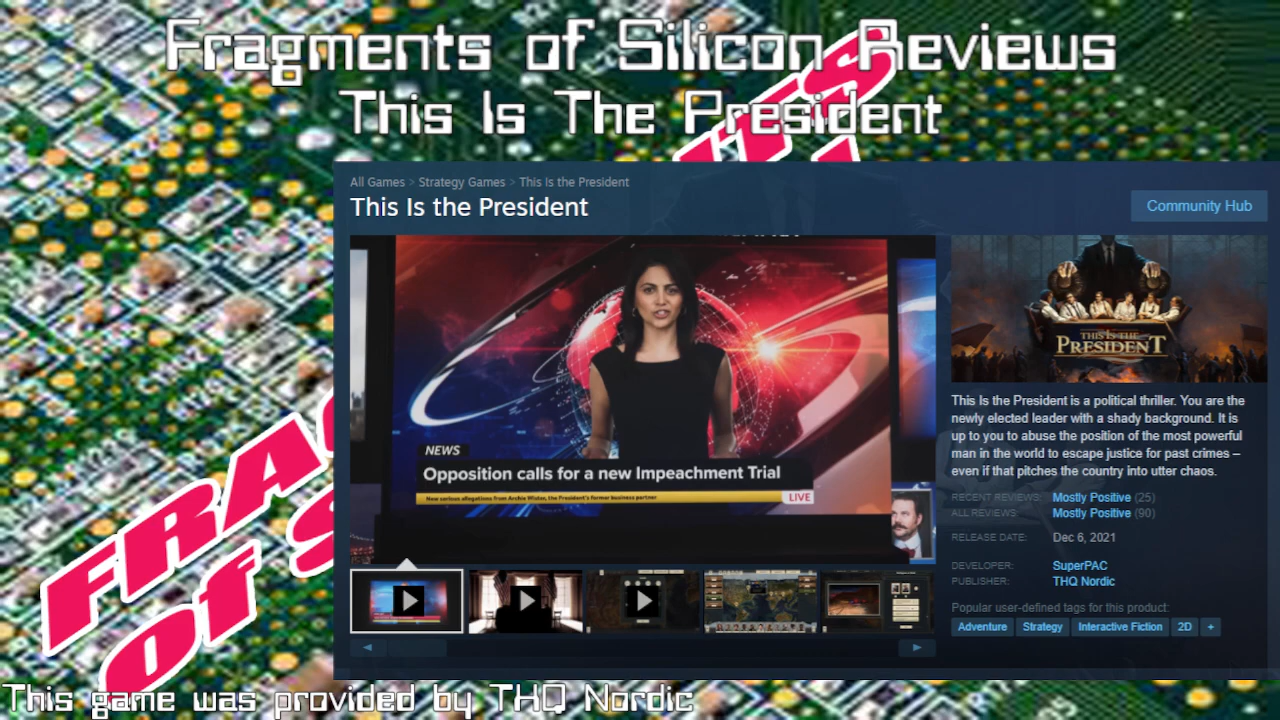 Fragments of Silicon Reviews
This Is The President
All Games > Strategy Games > This Is the President
This Is the President
Community Hub
NEWS
Opposition calls for a new Impeachment Trial
New serious allegations from Archie Wistar, the President's former business partner
LIVE
THIS IS THE
PRESIDENT
This Is the President is a political thriller. You are the
newly elected leader with a shady background. It is
up to you to abuse the position of the most powerful
man in the world to escape justice for past crimes –
even if that pitches the country into utter chaos.
RECENT REVIEWS: Mostly Positive (25)
ALL REVIEWS: Mostly Positive (90)
RELEASE DATE: Dec 6, 2021
DEVELOPER: SuperPAC
PUBLISHER: THQ Nordic
Popular user-defined tags for this product:
Adventure Strategy Interactive Fiction 2D +
This game was provided by THQ Nordic